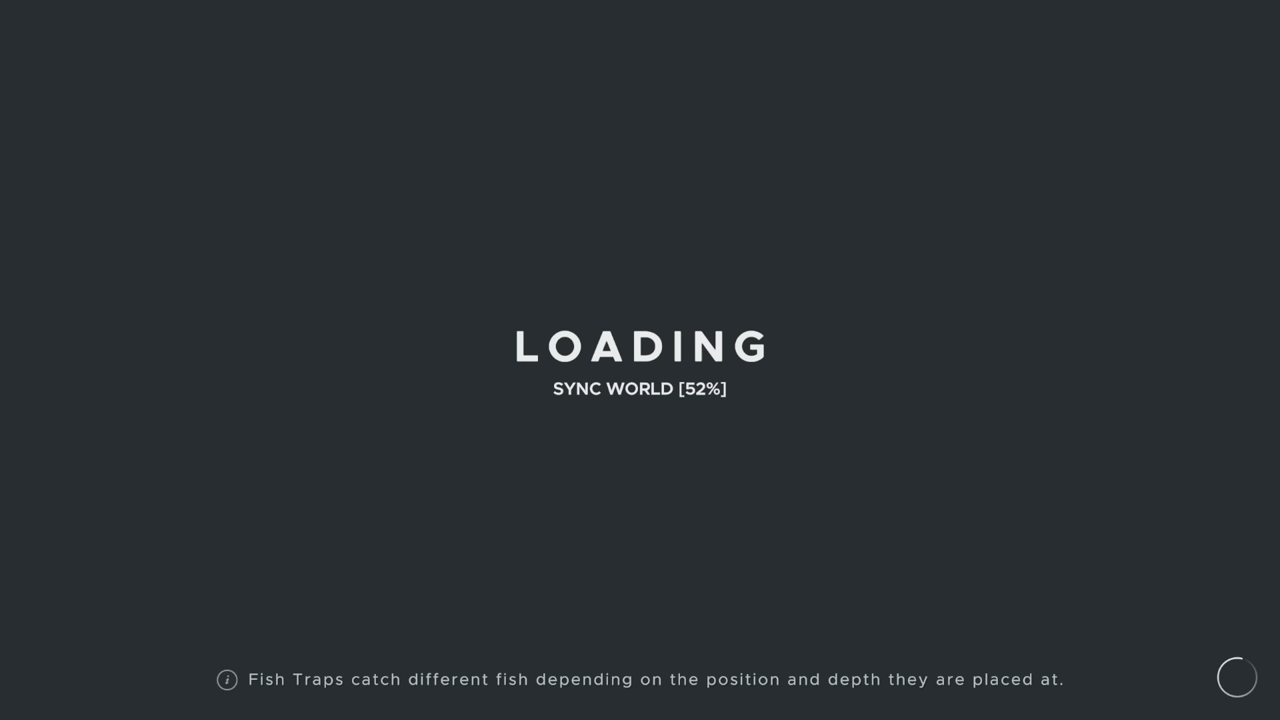 LOADING
SYNC WORLD [52%]
Fish Traps catch different fish depending on the position and depth they are placed at.